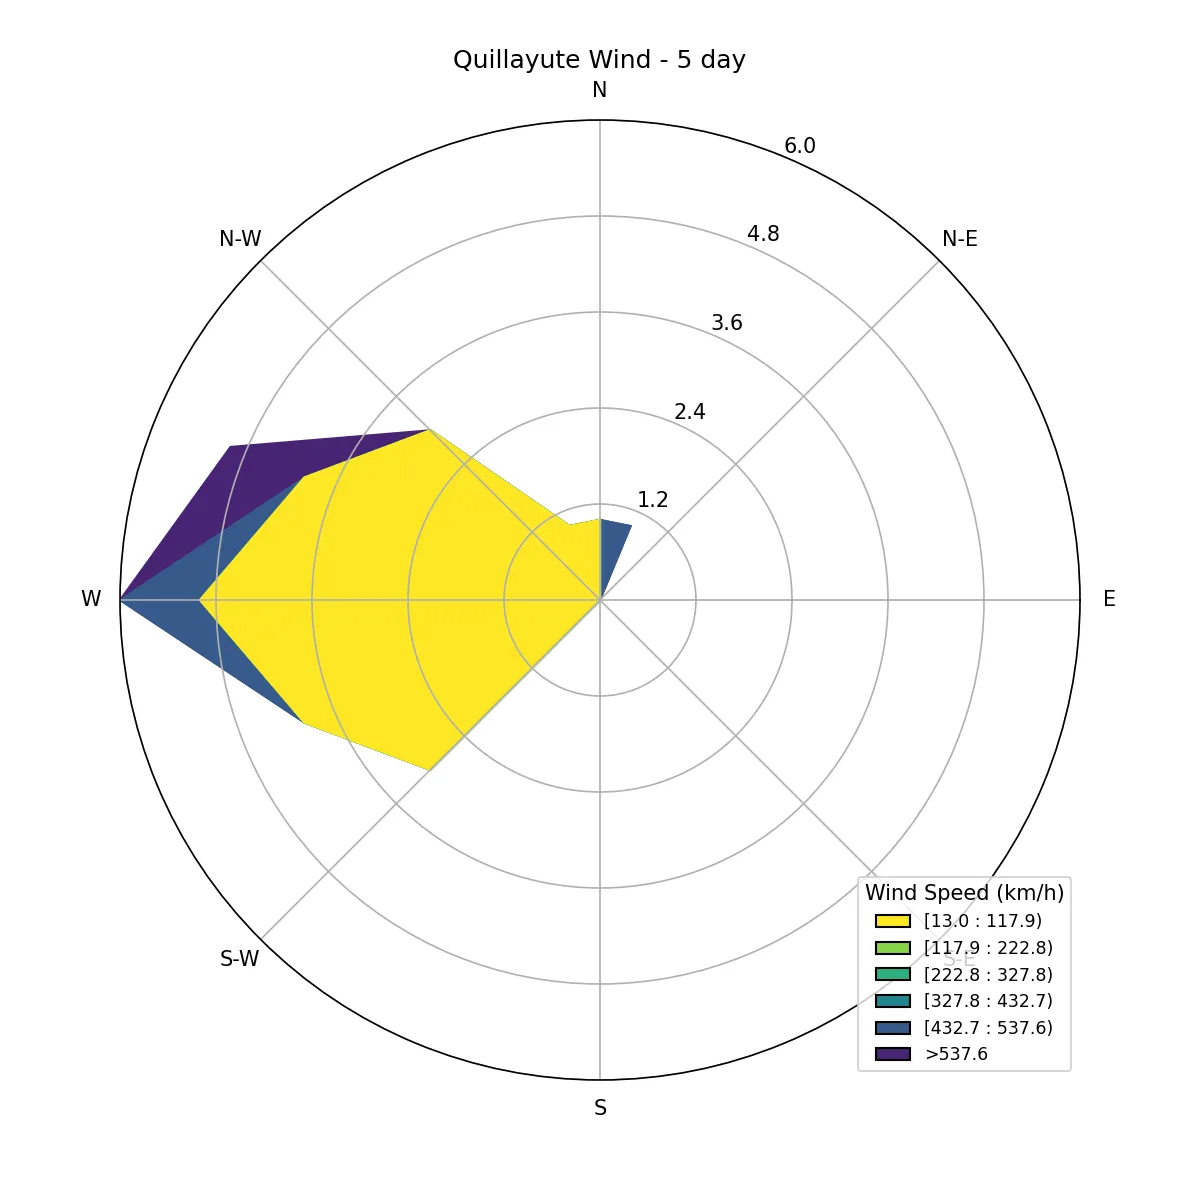 Quillayute Wind - 5 day
N
6.0
N-W
N-E
4.8
3.6
2.4
1.2
W
E
S-W
S-E
S
Wind Speed (km/h)
[13.0 : 117.9)
[117.9 : 222.8)
[222.8 : 327.8)
[327.8 : 432.7)
[432.7 : 537.6)
>537.6